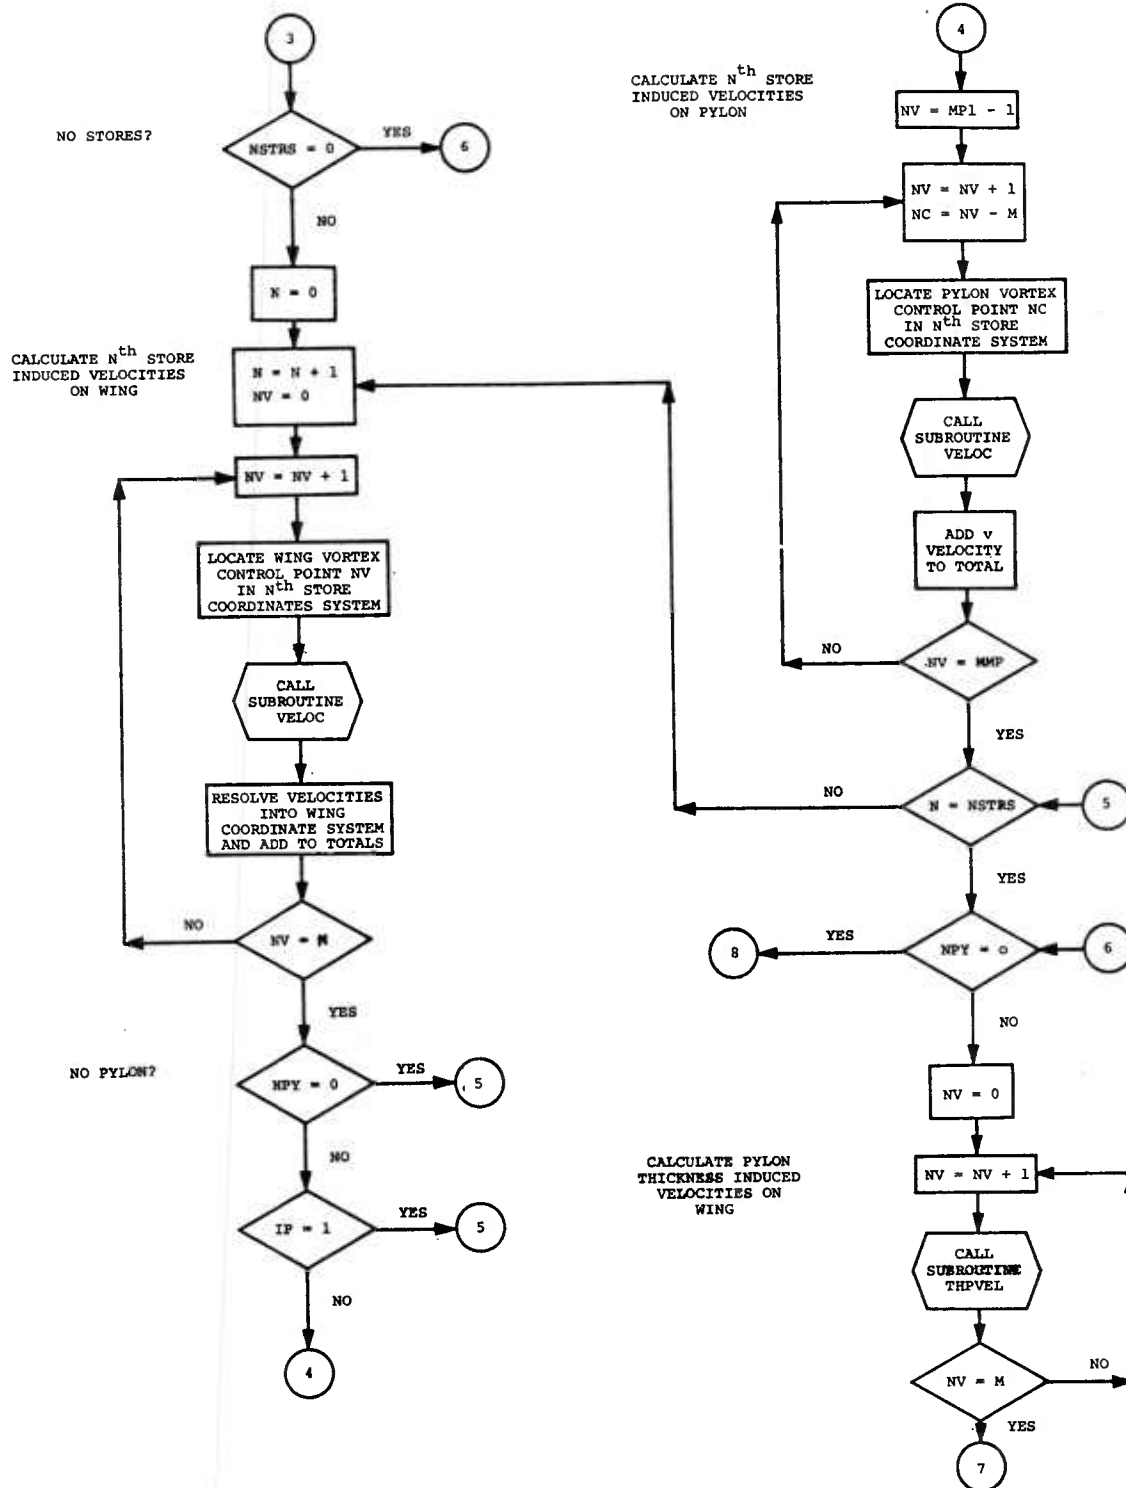 3
NO STORES?
NSTRS = 0
YES
6
NO
N = 0
CALCULATE Nth STORE
INDUCED VELOCITIES
ON WING
N = N + 1
NV = 0
NV = NV + 1
LOCATE WING VORTEX
CONTROL POINT NV
IN Nth STORE
COORDINATES SYSTEM
CALL
SUBROUTINE
VELOC
RESOLVE VELOCITIES
INTO WING
COORDINATE SYSTEM
AND ADD TO TOTALS
NO
NV = M
YES
NO PYLON?
NPY = 0
YES
5
NO
IP = 1
YES
5
NO
4
4
CALCULATE Nth STORE
INDUCED VELOCITIES
ON PYLON
NV = MP1 - 1
NV = NV + 1
NC = NV - M
LOCATE PYLON VORTEX
CONTROL POINT NC
IN Nth STORE
COORDINATE SYSTEM
CALL
SUBROUTINE
VELOC
ADD v
VELOCITY
TO TOTAL
NO
NV = MMP
YES
NO
N = NSTRS
5
YES
8
YES
NPY = 0
6
NO
NV = 0
CALCULATE PYLON
THICKNESS INDUCED
VELOCITIES ON
WING
NV = NV + 1
CALL
SUBROUTINE
THPVEL
NV = M
NO
YES
7